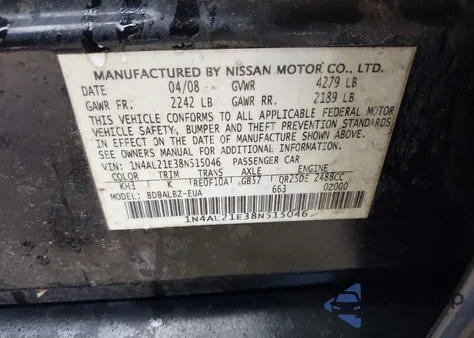 MANUFACTURED BY NISSAN MOTOR CO., LTD.
DATE 04/08 GVWR 4279 LB
GAWR FR. 2242 LB GAWR RR. 2189 LB
THIS VEHICLE CONFORMS TO ALL APPLICABLE FEDERAL MOTOR
VEHICLE SAFETY, BUMPER AND THEFT PREVENTION STANDARDS
IN EFFECT ON THE DATE OF MANUFACTURE SHOWN ABOVE.
SEE OWNERS MANUAL FOR ADDITIONAL INFORMATION.
VIN: 1N4AL21E38N515046 PASSENGER CAR
COLOR TRIM TRANS AXLE ENGINE
KH3 K RE0F10A GB57 QR25DE 2488CC
MODEL: BDBALBZ-EUA 663 0Z000
1N4AL21E38N515046